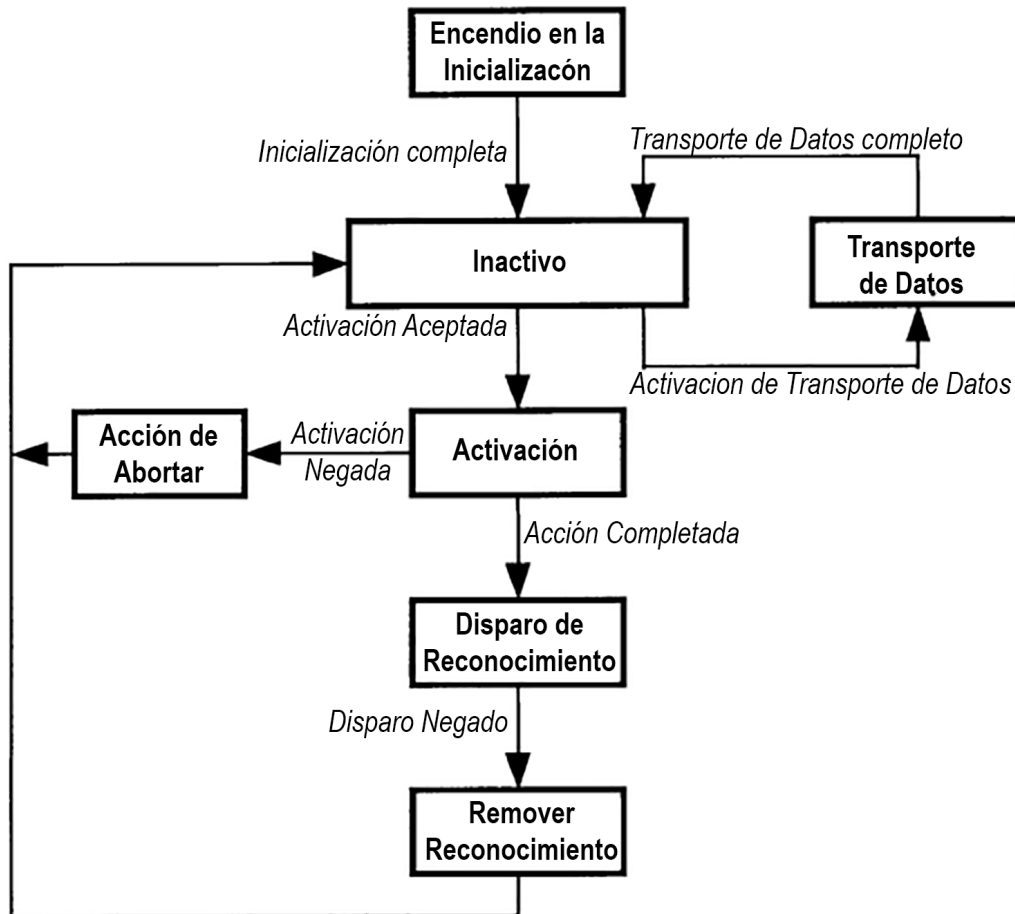 Encendio en la
Inicializacón
Inicialización completa
Transporte de Datos completo
Inactivo
Transporte
de Datos
Activación Aceptada
Activacion de Transporte de Datos
Acción de
Abortar
Activación
Negada
Activación
Acción Completada
Disparo de
Reconocimiento
Disparo Negado
Remover
Reconocimiento